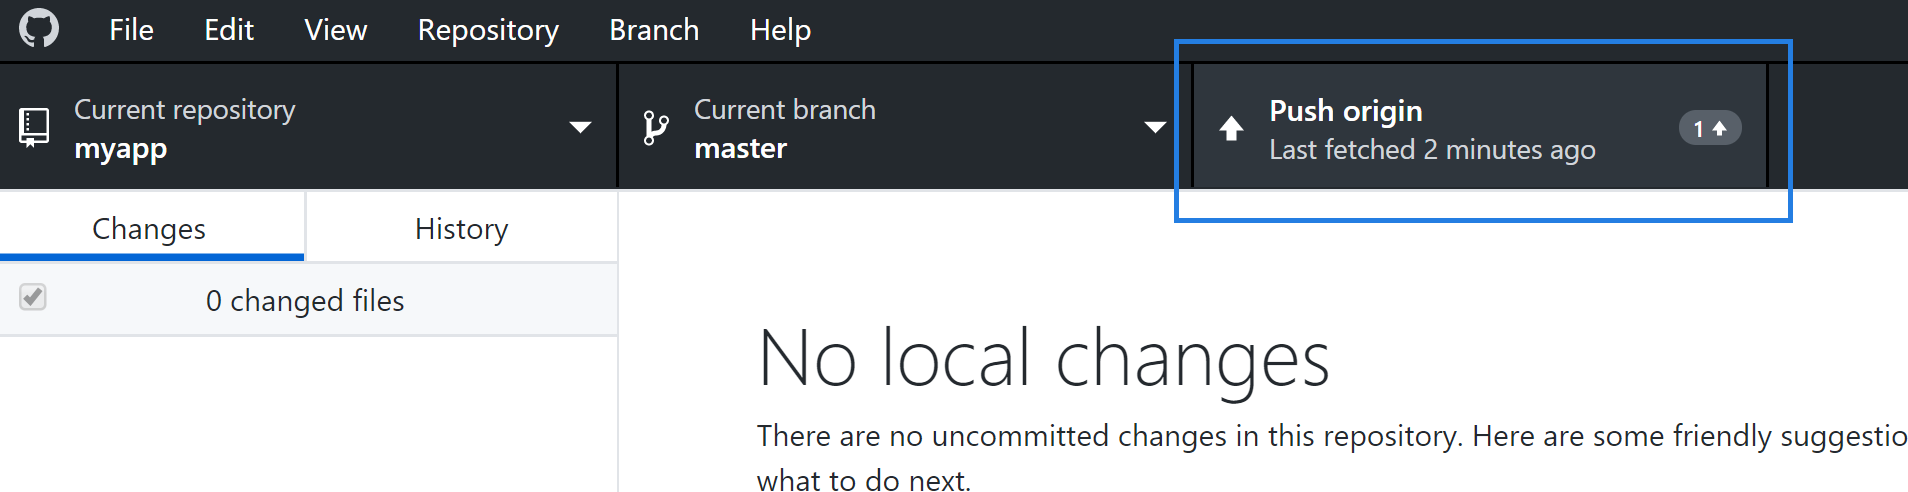 File Edit View Repository Branch Help
Current repository
myapp
Current branch
master
Push origin
Last fetched 2 minutes ago
1
Changes
History
0 changed files
No local changes
There are no uncommitted changes in this repository. Here are some friendly suggestio
what to do next.